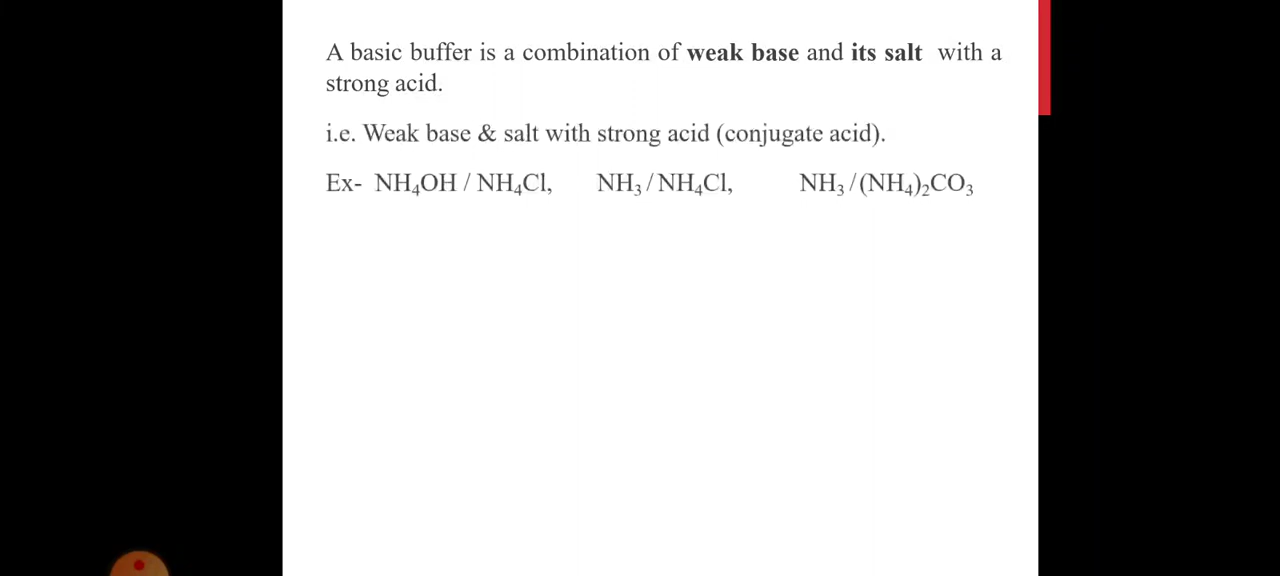 A basic buffer is a combination of weak base and its salt with a
strong acid.
i.e. Weak base & salt with strong acid (conjugate acid).
Ex- NH₄OH / NH₄Cl, NH₃ / NH₄Cl, NH₃ / (NH₄)₂CO₃